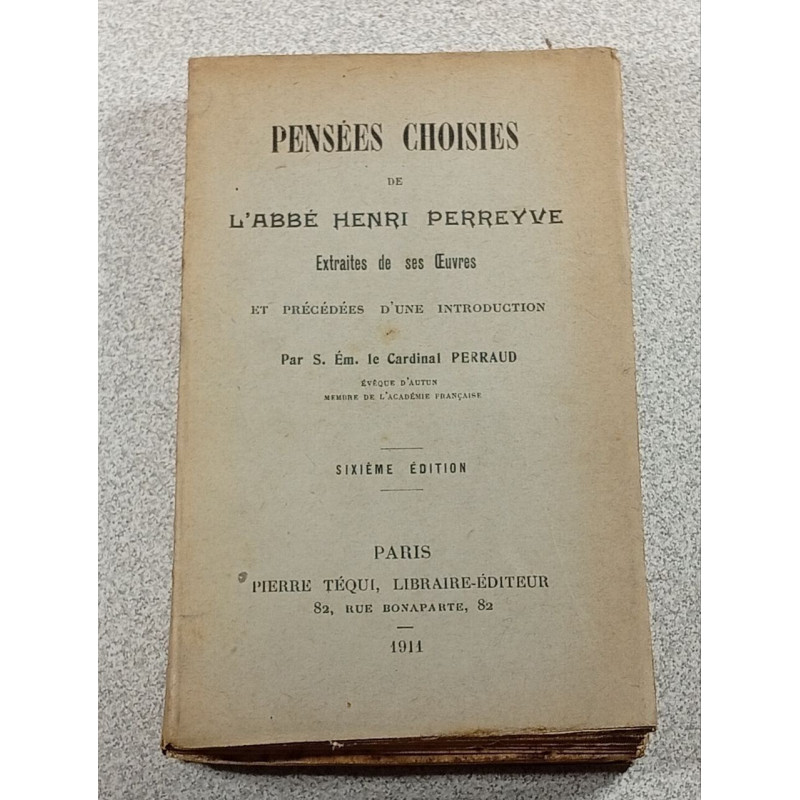 PENSÉES CHOISIES
DE
L'ABBÉ HENRI PERREYVE
Extraites de ses Œuvres
ET PRÉCÉDÉES D'UNE INTRODUCTION
Par S. Ém. le Cardinal PERRAUD
ÉVÊQUE D'AUTUN
MEMBRE DE L'ACADÉMIE FRANÇAISE
SIXIÈME ÉDITION
PARIS
PIERRE TÉQUI, LIBRAIRE-ÉDITEUR
82, RUE BONAPARTE, 82
1911